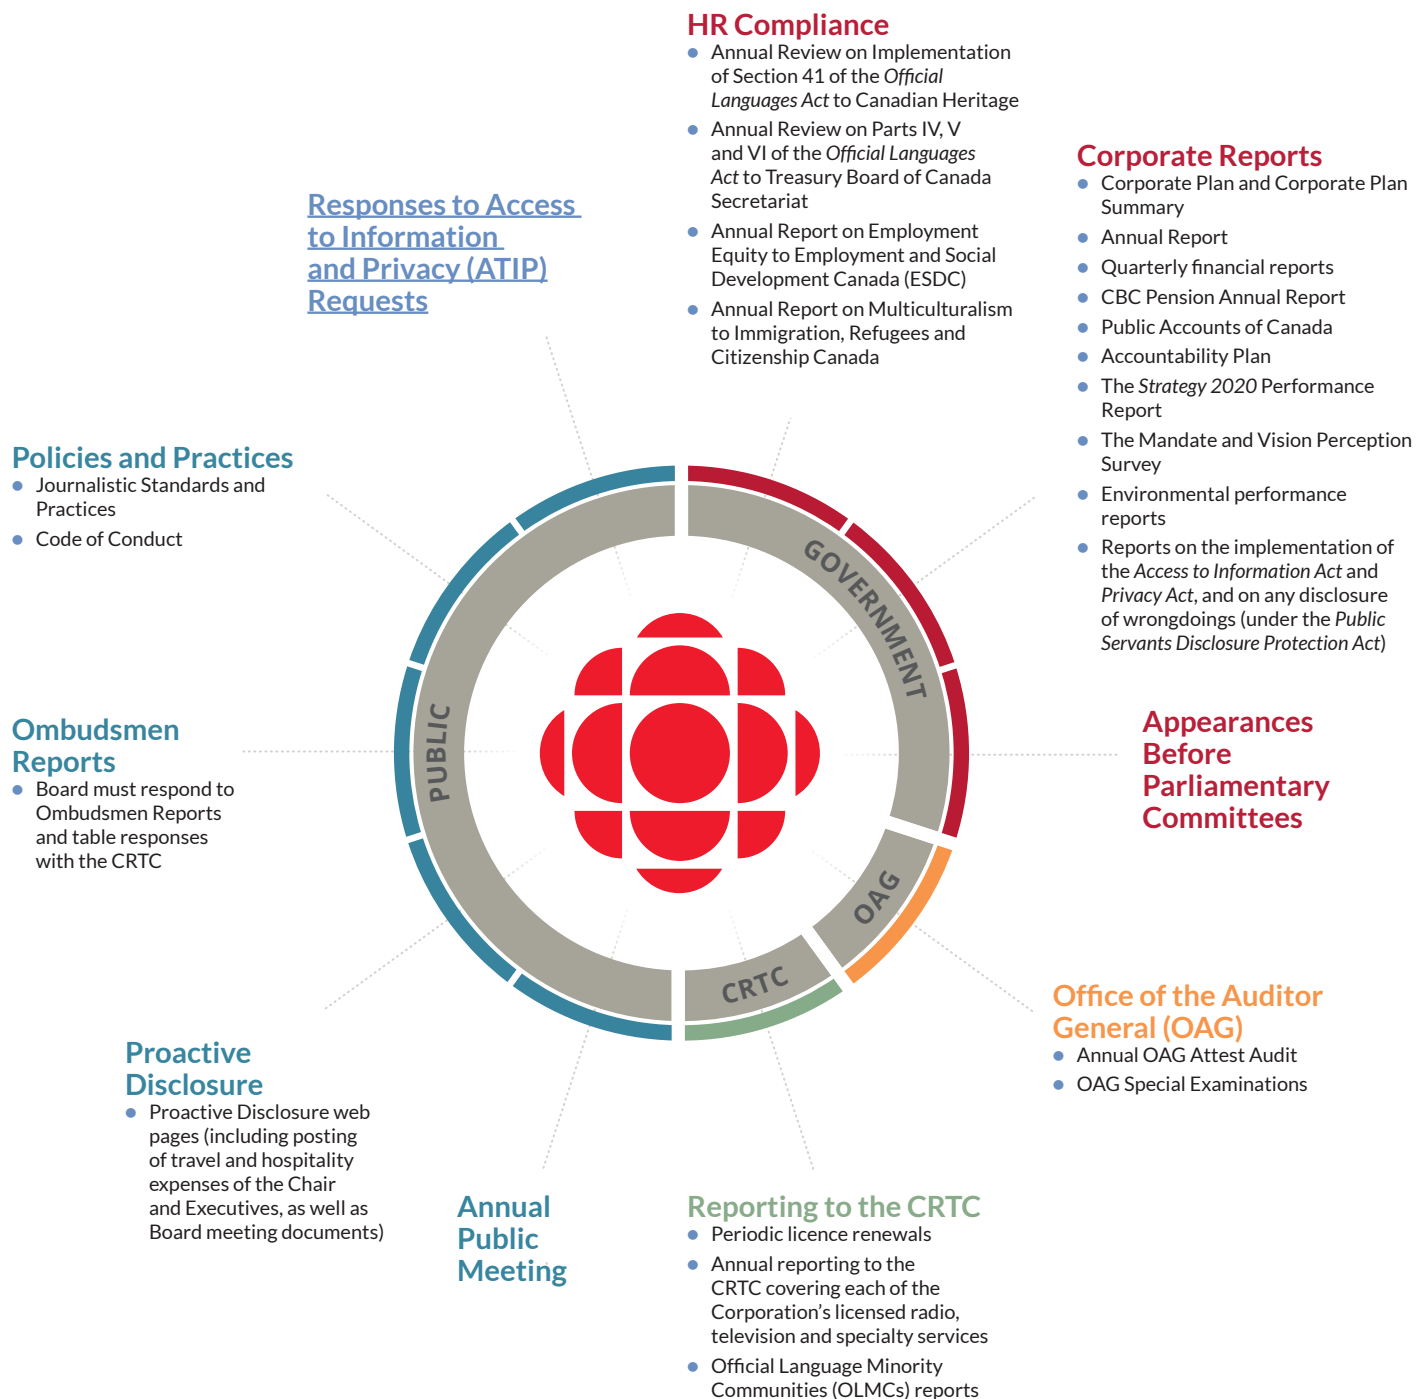 HR Compliance
Annual Review on Implementation
of Section 41 of the Official
Languages Act to Canadian Heritage
Annual Review on Parts IV, V
and VI of the Official Languages
Act to Treasury Board of Canada
Secretariat
Annual Report on Employment
Equity to Employment and Social
Development Canada (ESDC)
Annual Report on Multiculturalism
to Immigration, Refugees and
Citizenship Canada
Corporate Reports
Corporate Plan and Corporate Plan
Summary
Annual Report
Quarterly financial reports
CBC Pension Annual Report
Public Accounts of Canada
Accountability Plan
The Strategy 2020 Performance
Report
The Mandate and Vision Perception
Survey
Environmental performance
reports
Reports on the implementation of
the Access to Information Act and
Privacy Act, and on any disclosure
of wrongdoings (under the Public
Servants Disclosure Protection Act)
Appearances
Before
Parliamentary
Committees
Office of the Auditor
General (OAG)
Annual OAG Attest Audit
OAG Special Examinations
Reporting to the CRTC
Periodic licence renewals
Annual reporting to the
CRTC covering each of the
Corporation’s licensed radio,
television and specialty services
Official Language Minority
Communities (OLMCs) reports
Annual
Public
Meeting
Proactive
Disclosure
Proactive Disclosure web
pages (including posting
of travel and hospitality
expenses of the Chair
and Executives, as well as
Board meeting documents)
Ombudsmen
Reports
Board must respond to
Ombudsmen Reports
and table responses
with the CRTC
Policies and Practices
Journalistic Standards and
Practices
Code of Conduct
Responses to Access
to Information
and Privacy (ATIP)
Requests
GOVERNMENT
OAG
CRTC
PUBLIC